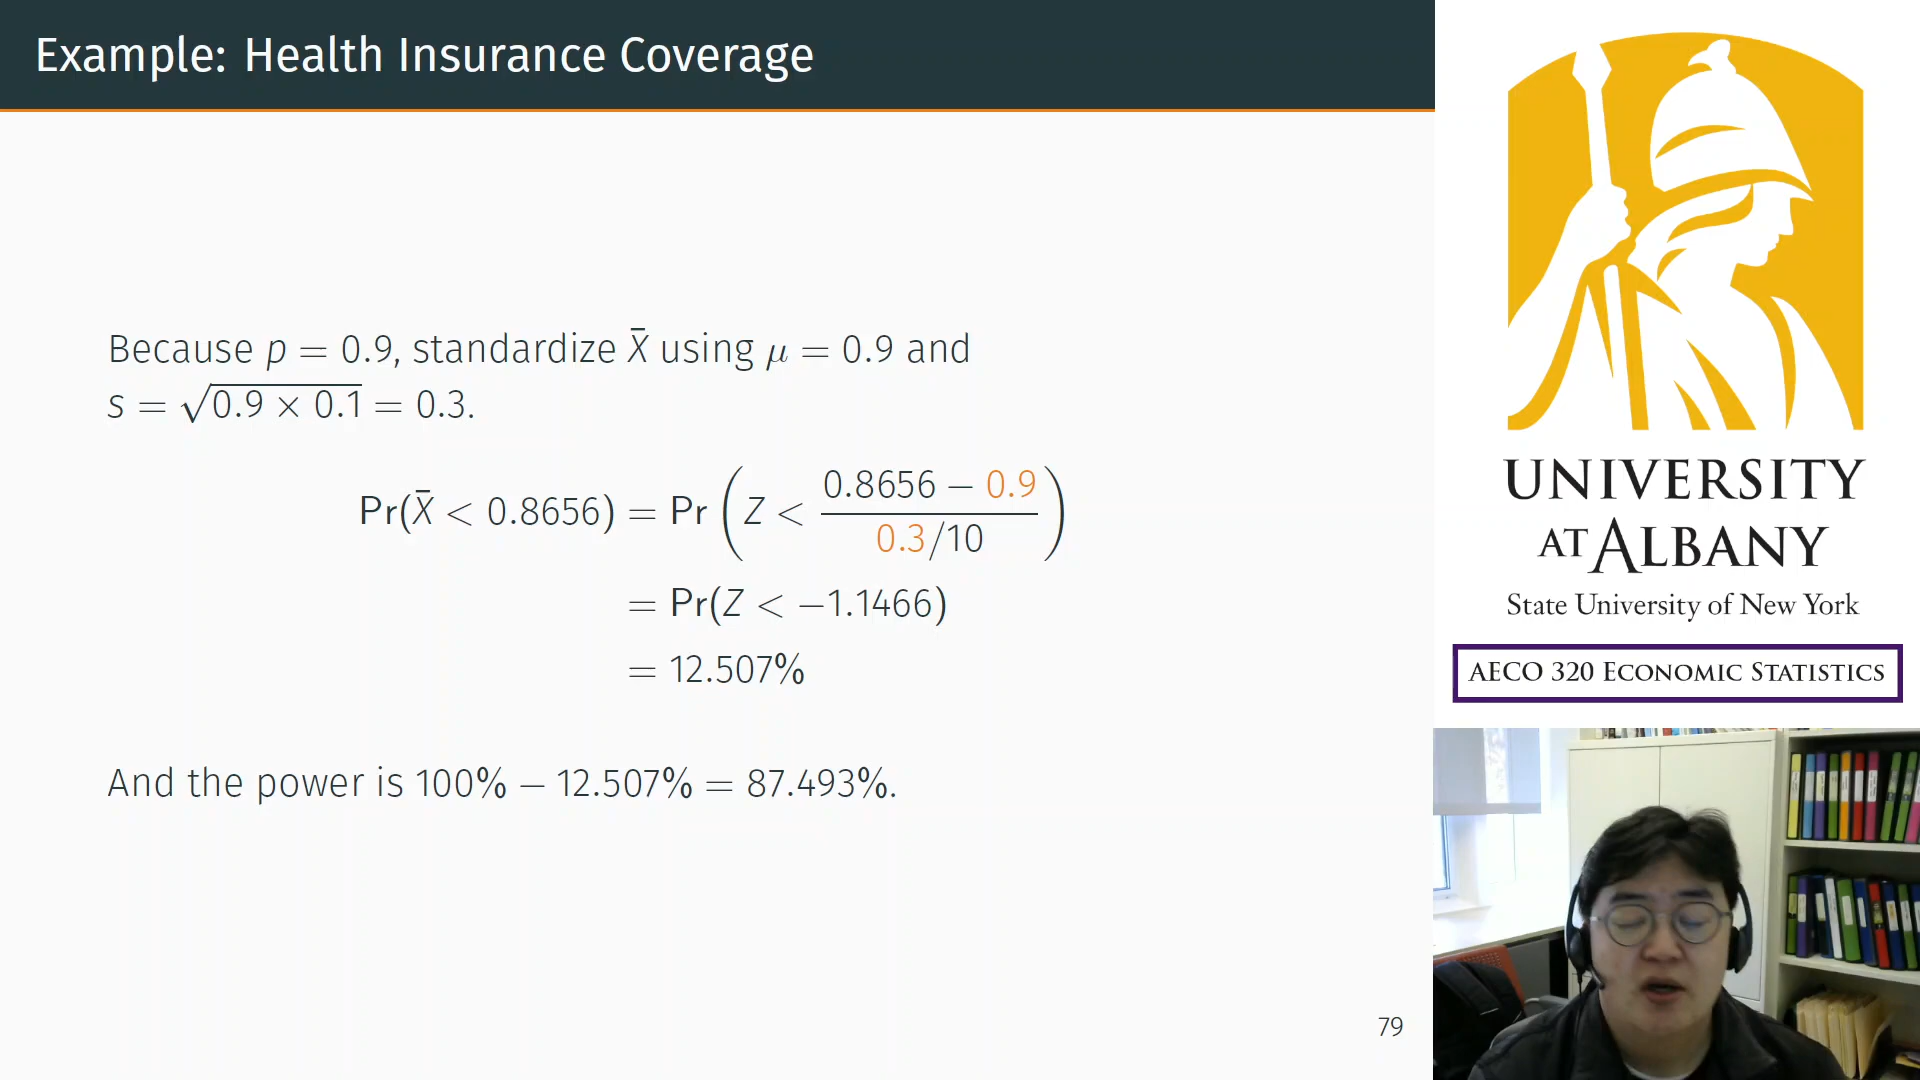 Example: Health Insurance Coverage
Because p = 0.9, standardize X̄ using μ = 0.9 and
s = √0.9 × 0.1 = 0.3.
Pr(X̄ < 0.8656) = Pr (Z < (0.8656 − 0.9)/(0.3/10))
= Pr(Z < −1.1466)
= 12.507%
And the power is 100% − 12.507% = 87.493%.
79
UNIVERSITY
AT ALBANY
State University of New York
AECO 320 ECONOMIC STATISTICS